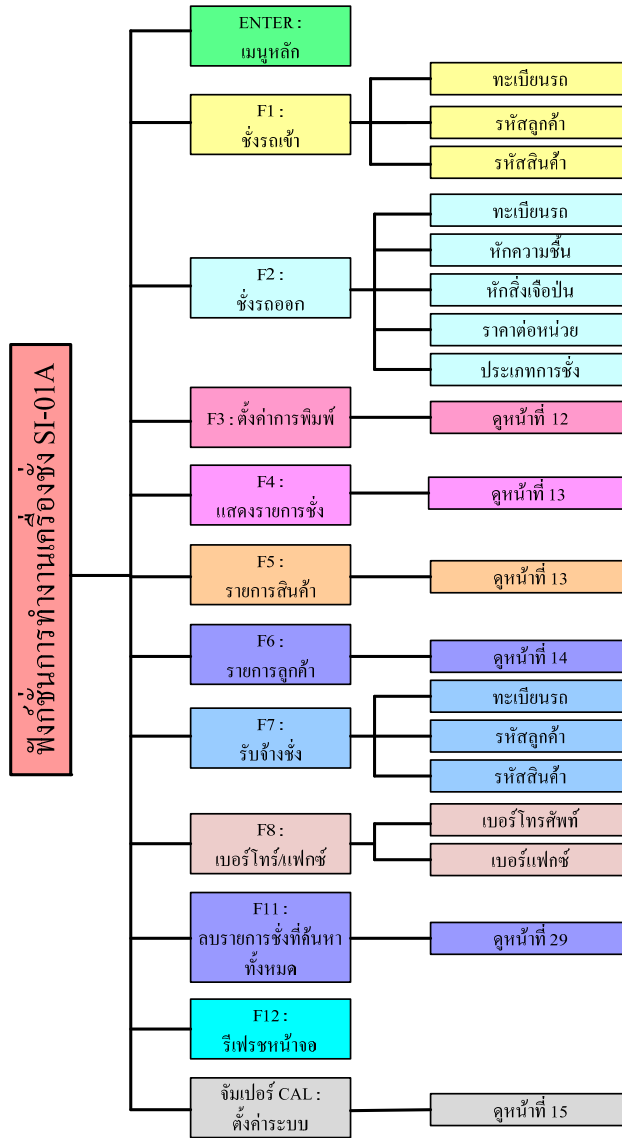 ฟังก์ชั่นการทำงานเครื่องชั่ง SI-01A
ENTER :
เมนูหลัก
F1 :
ชั่งรถเข้า
ทะเบียนรถ
รหัสลูกค้า
รหัสสินค้า
F2 :
ชั่งรถออก
ทะเบียนรถ
หักความชื้น
หักสิ่งเจือปน
ราคาต่อหน่วย
ประเภทการชั่ง
F3 : ตั้งค่าการพิมพ์
ดูหน้าที่ 12
F4 :
แสดงรายการชั่ง
ดูหน้าที่ 13
F5 :
รายการสินค้า
ดูหน้าที่ 13
F6 :
รายการลูกค้า
ดูหน้าที่ 14
F7 :
รับจ้างชั่ง
ทะเบียนรถ
รหัสลูกค้า
รหัสสินค้า
F8 :
เบอร์โทร์/แฟกซ์
เบอร์โทรศัพท์
เบอร์แฟกซ์
F11 :
ลบรายการชั่งที่ค้นหา
ทั้งหมด
ดูหน้าที่ 29
F12 :
รีเฟรชหน้าจอ
จัมเปอร์ CAL :
ตั้งค่าระบบ
ดูหน้าที่ 15